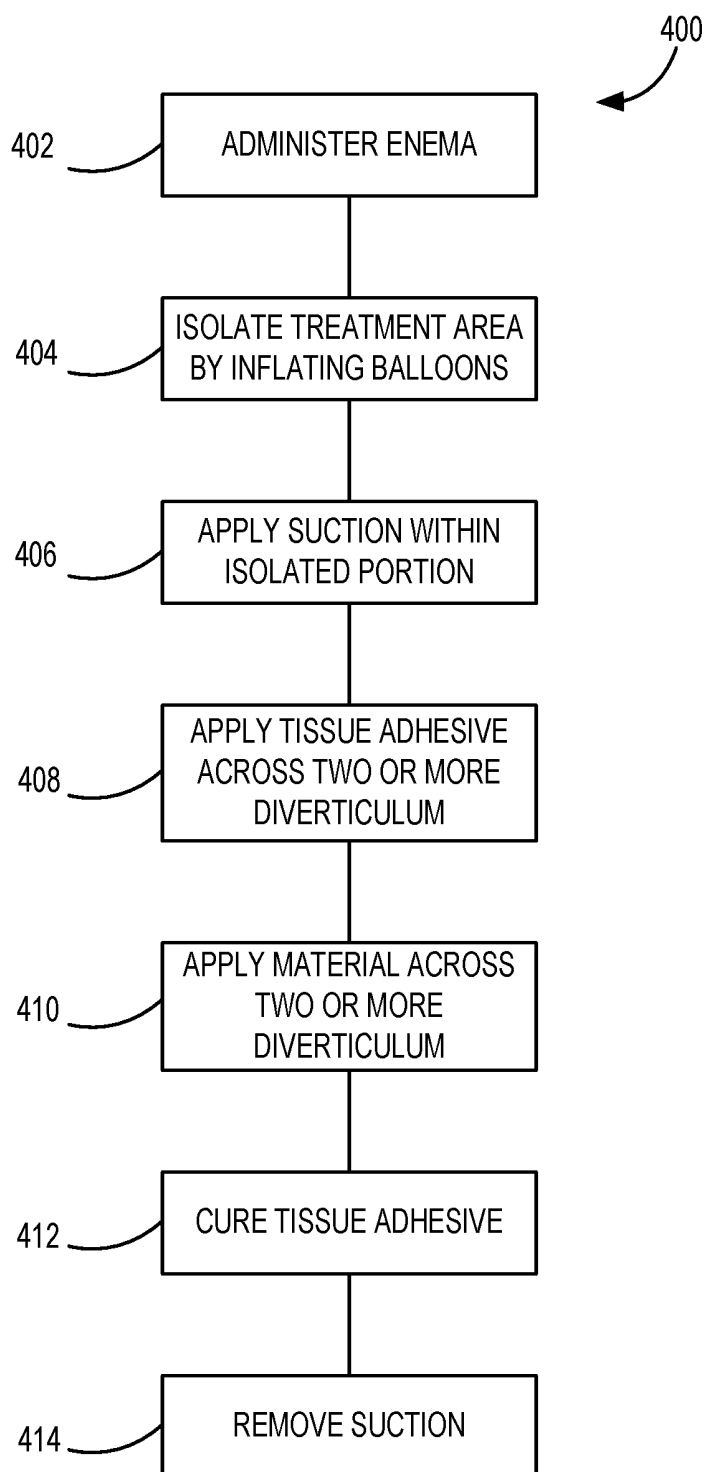 400
402
ADMINISTER ENEMA
404
ISOLATE TREATMENT AREA
BY INFLATING BALLOONS
406
APPLY SUCTION WITHIN
ISOLATED PORTION
408
APPLY TISSUE ADHESIVE
ACROSS TWO OR MORE
DIVERTICULUM
410
APPLY MATERIAL ACROSS
TWO OR MORE
DIVERTICULUM
412
CURE TISSUE ADHESIVE
414
REMOVE SUCTION